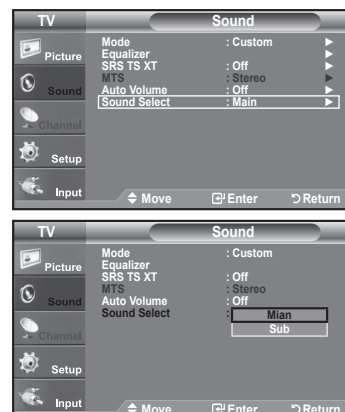 TV Sound
Picture
Sound
Channel
Setup
Input
Mode : Custom
Equalizer
SRS TS XT : Off
MTS : Stereo
Auto Volume : Off
Sound Select : Main
Move Enter Return
TV Sound
Picture
Sound
Channel
Setup
Input
Mode : Custom
Equalizer
SRS TS XT : Off
MTS : Stereo
Auto Volume : Off
Sound Select : Mian
Sub
Move Enter Return